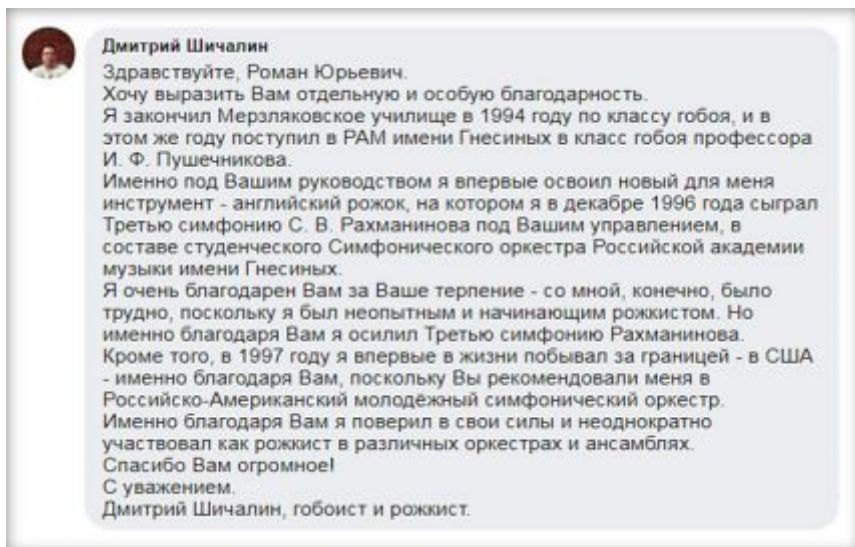 Дмитрий Шичалин
Здравствуйте, Роман Юрьевич.
Хочу выразить Вам отдельную и особую благодарность.
Я закончил Мерзляковское училище в 1994 году по классу гобоя, и в
этом же году поступил в РАМ имени Гнесиных в класс гобоя профессора
И. Ф. Пушечникова.
Именно под Вашим руководством я впервые освоил новый для меня
инструмент - английский рожок, на котором я в декабре 1996 года сыграл
Третью симфонию С. В. Рахманинова под Вашим управлением, в
составе студенческого Симфонического оркестра Российской академии
музыки имени Гнесиных.
Я очень благодарен Вам за Ваше терпение - со мной, конечно, было
трудно, поскольку я был неопытным и начинающим рожкистом. Но
именно благодаря Вам я осилил Третью симфонию Рахманинова.
Кроме того, в 1997 году я впервые в жизни побывал за границей - в США
- именно благодаря Вам, поскольку Вы рекомендовали меня в
Российско-Американский молодёжный симфонический оркестр.
Именно благодаря Вам я поверил в свои силы и неоднократно
участвовал как рожкист в различных оркестрах и ансамблях.
Спасибо Вам огромное!
С уважением.
Дмитрий Шичалин, гобоист и рожкист.